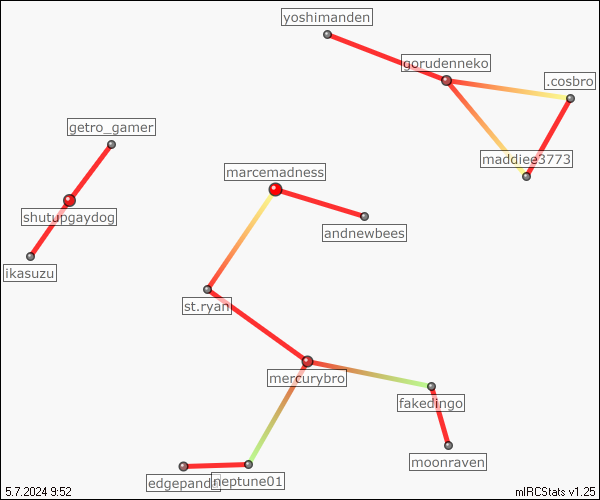 yoshimanden
gorudenneko
.cosbro
getro_gamer
maddiee3773
marcemadness
shutupgaydog
andnewbees
ikasuzu
st.ryan
mercurybro
fakedingo
moonraven
edgepanda
neptune01
5.7.2024 9:52
mIRCStats v1.25